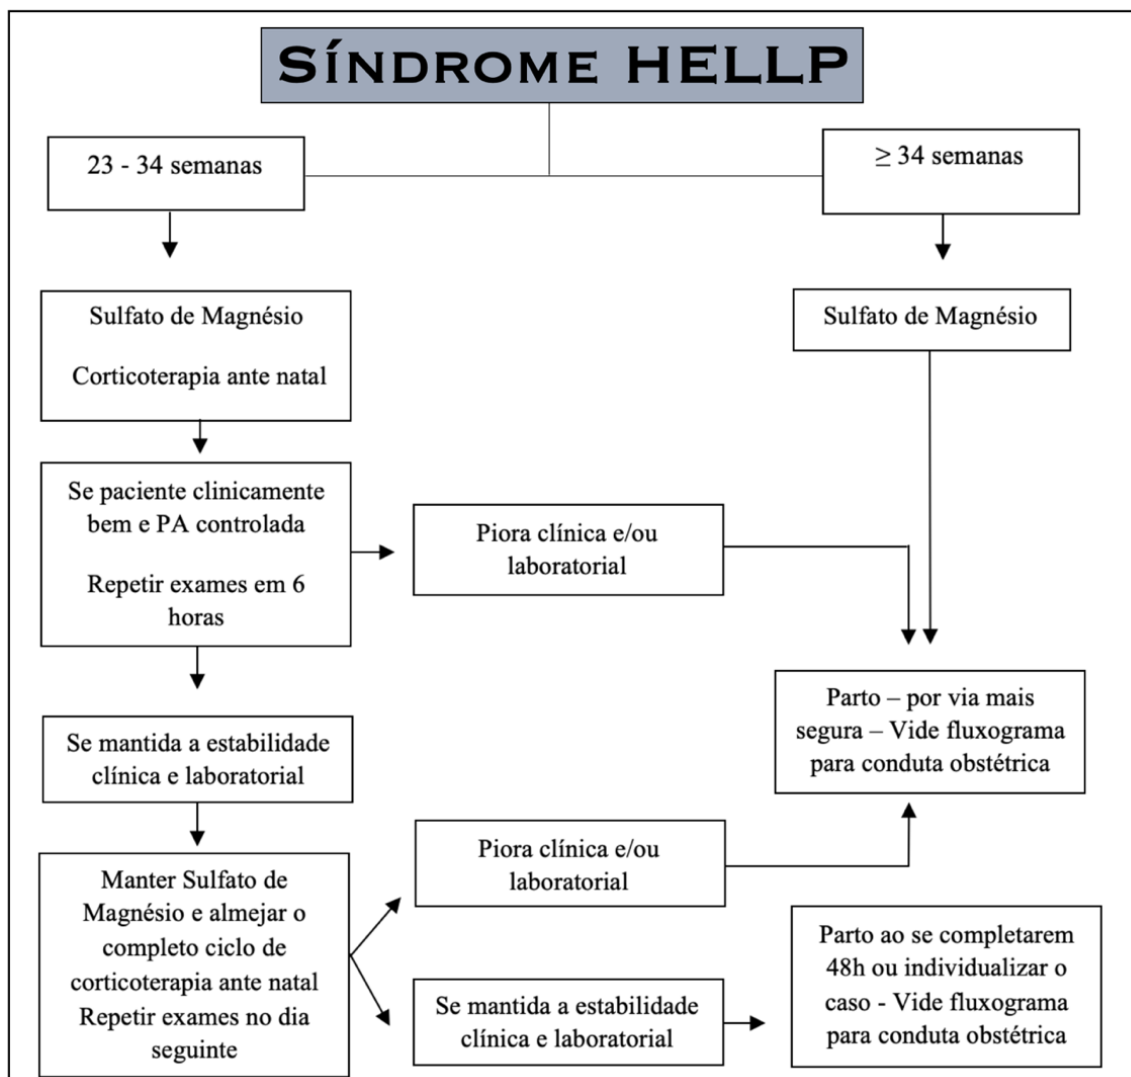 SÍNDROME HELLP
23 - 34 semanas
≥ 34 semanas
Sulfato de Magnésio
Corticoterapia ante natal
Sulfato de Magnésio
Se paciente clinicamente
bem e PA controlada
Repetir exames em 6
horas
Piora clínica e/ou
laboratorial
Parto – por via mais
segura – Vide fluxograma
para conduta obstétrica
Se mantida a estabilidade
clínica e laboratorial
Manter Sulfato de
Magnésio e almejar o
completo ciclo de
corticoterapia ante natal
Repetir exames no dia
seguinte
Piora clínica e/ou
laboratorial
Se mantida a estabilidade
clínica e laboratorial
Parto ao se completarem
48h ou individualizar o
caso - Vide fluxograma
para conduta obstétrica